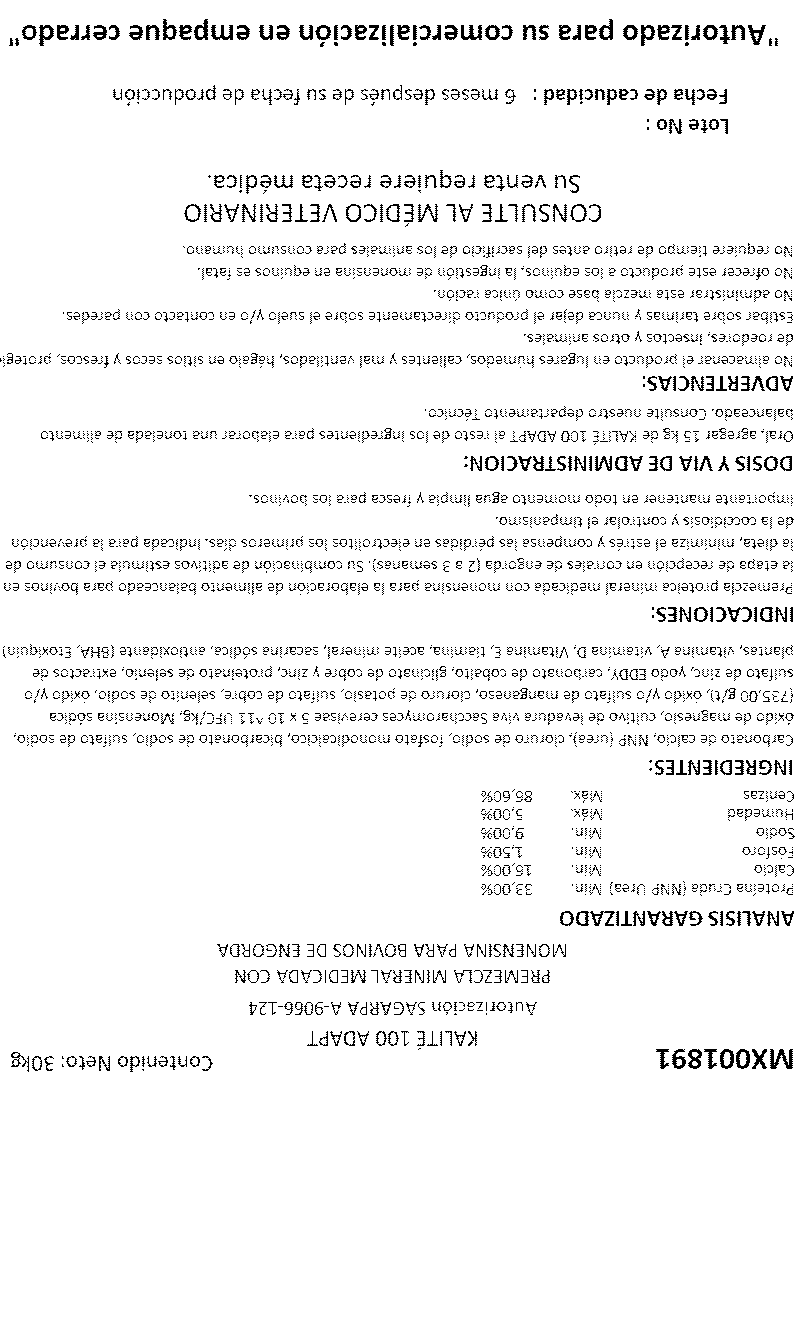 MX001891
Contenido Neto: 30kg
KALITÉ 100 ADAPT
Autorización SAGARPA A-9066-124
PREMEZCLA MINERAL MEDICADA CON
MONENSINA PARA BOVINOS DE ENGORDA
ANALISIS GARANTIZADO
Proteína Cruda (NNP Urea) Min. 33,00%
Calcio Min. 16,00%
Fósforo Min. 1,50%
Sodio Min. 9,00%
Humedad Máx. 5,00%
Cenizas Máx. 85,60%
INGREDIENTES:
Carbonato de calcio, NNP (urea), cloruro de sodio, fosfato monodicalcico, bicarbonato de sodio, sulfato de sodio,
óxido de magnesio, cultivo de levadura viva Saccharomyces cerevisae 5 x 10 ^11 UFC/kg, Monensina sódica
(735,00 g/t), óxido y/o sulfato de manganeso, cloruro de potasio, sulfato de cobre, selenito de sodio, óxido y/o
sulfato de zinc, yodo EDDY, carbonato de cobalto, glicinato de cobre y zinc, proteinato de selenio, extractos de
plantas, vitamina A, vitamina D, Vitamina E, tiamina, aceite mineral, sacarina sódica, antioxidante (BHA, Etoxiquin)
INDICACIONES:
Premezcla proteica mineral medicada con monensina para la elaboración de alimento balanceado para bovinos en
la etapa de recepción en corrales de engorda (2 a 3 semanas). Su combinación de aditivos estimula el consumo de
la dieta, minimiza el estrés y compensa las pérdidas en electrolitos los primeros días. Indicada para la prevención
de la coccidiosis y controlar el timpanismo.
Importante mantener en todo momento agua limpia y fresca para los bovinos.
DOSIS Y VIA DE ADMINISTRACION:
Oral, agregar 15 kg de KALITÉ 100 ADAPT al resto de los ingredientes para elaborar una tonelada de alimento
balanceado. Consulte nuestro departamento Técnico.
ADVERTENCIAS:
No almacenar el producto en lugares húmedos, calientes y mal ventilados, hágalo en sitios secos y frescos, protegi
de roedores, insectos y otros animales.
Estibar sobre tarimas y nunca dejar el producto directamente sobre el suelo y/o en contacto con paredes.
No administrar esta mezcla base como única ración.
No ofrecer este producto a los equinos, la ingestión de monensina en equinos es fatal.
No requiere tiempo de retiro antes del sacrificio de los animales para consumo humano.
CONSULTE AL MÉDICO VETERINARIO
Su venta requiere receta médica.
Lote No :
Fecha de caducidad : 6 meses después de su fecha de producción
"Autorizado para su comercialización en empaque cerrado"